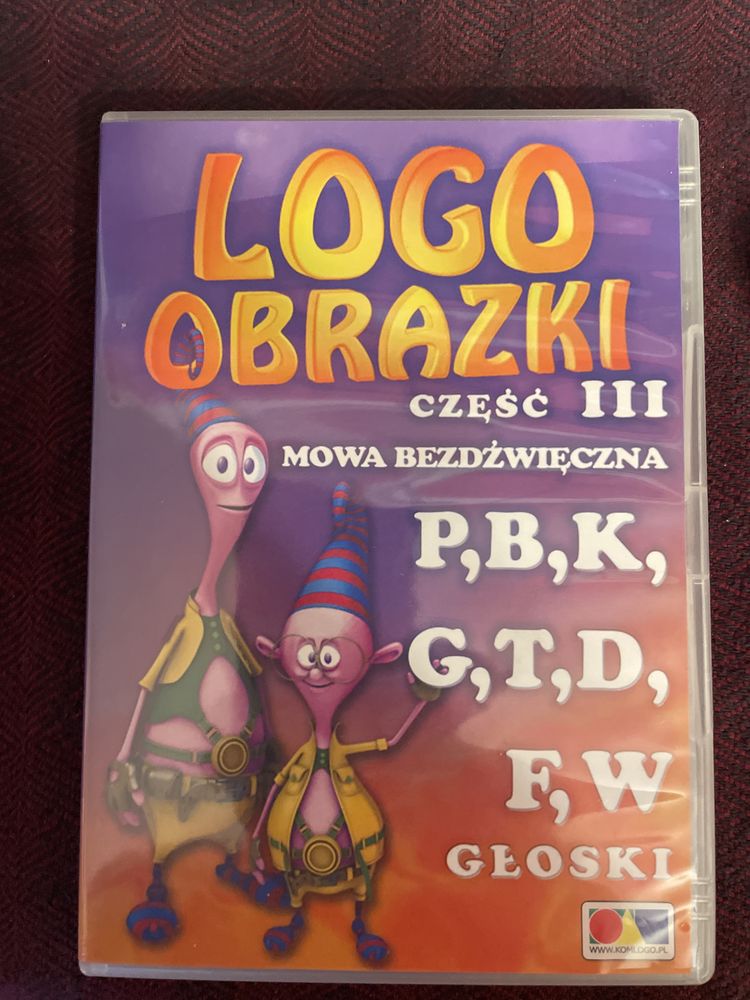 LOGO
OBRAZKI
CZĘŚĆ III
MOWA BEZDŹWIĘCZNA
P,B,K,
G,T,D,
F,W
GŁOSKI
WWW.KOMLOGO.PL